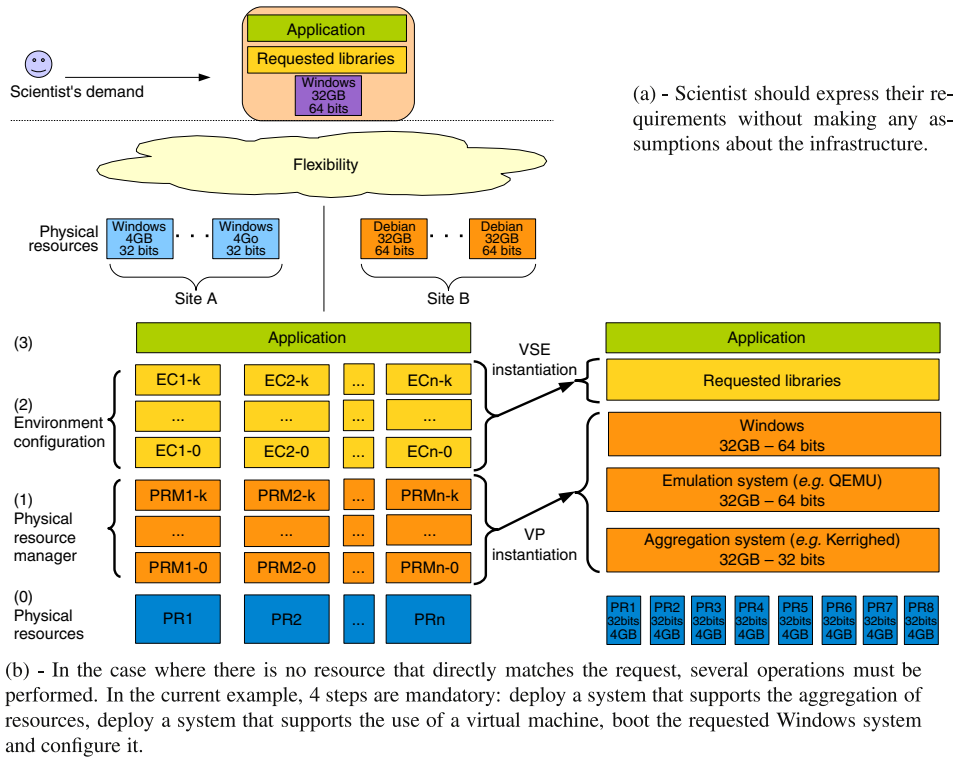 Application
Requested libraries
Windows
32GB
64 bits
Scientist's demand
(a) - Scientist should express their re-
quirements without making any as-
sumptions about the infrastructure.
Flexibility
Physical
resources
Windows
4GB
32 bits
. . .
Windows
4Go
32 bits
Debian
32GB
64 bits
. . .
Debian
32GB
64 bits
Site A
Site B
(3)
Application
(2)
Environment
configuration
EC1-k
EC2-k
...
ECn-k
...
...
...
...
EC1-0
EC2-0
...
ECn-0
(1)
Physical
resource
manager
PRM1-k
PRM2-k
...
PRMn-k
...
...
...
...
PRM1-0
PRM2-0
...
PRMn-0
(0)
Physical
resources
PR1
PR2
...
PRn
VSE
instantiation
VP
instantiation
Application
Requested libraries
Windows
32GB – 64 bits
Emulation system (e.g. QEMU)
32GB – 64 bits
Aggregation system (e.g. Kerrighed)
32GB – 32 bits
PR1
32bits
4GB
PR2
32bits
4GB
PR3
32bits
4GB
PR4
32bits
4GB
PR5
32bits
4GB
PR6
32bits
4GB
PR7
32bits
4GB
PR8
32bits
4GB
(b) - In the case where there is no resource that directly matches the request, several operations must be
performed. In the current example, 4 steps are mandatory: deploy a system that supports the aggregation of
resources, deploy a system that supports the use of a virtual machine, boot the requested Windows system
and configure it.